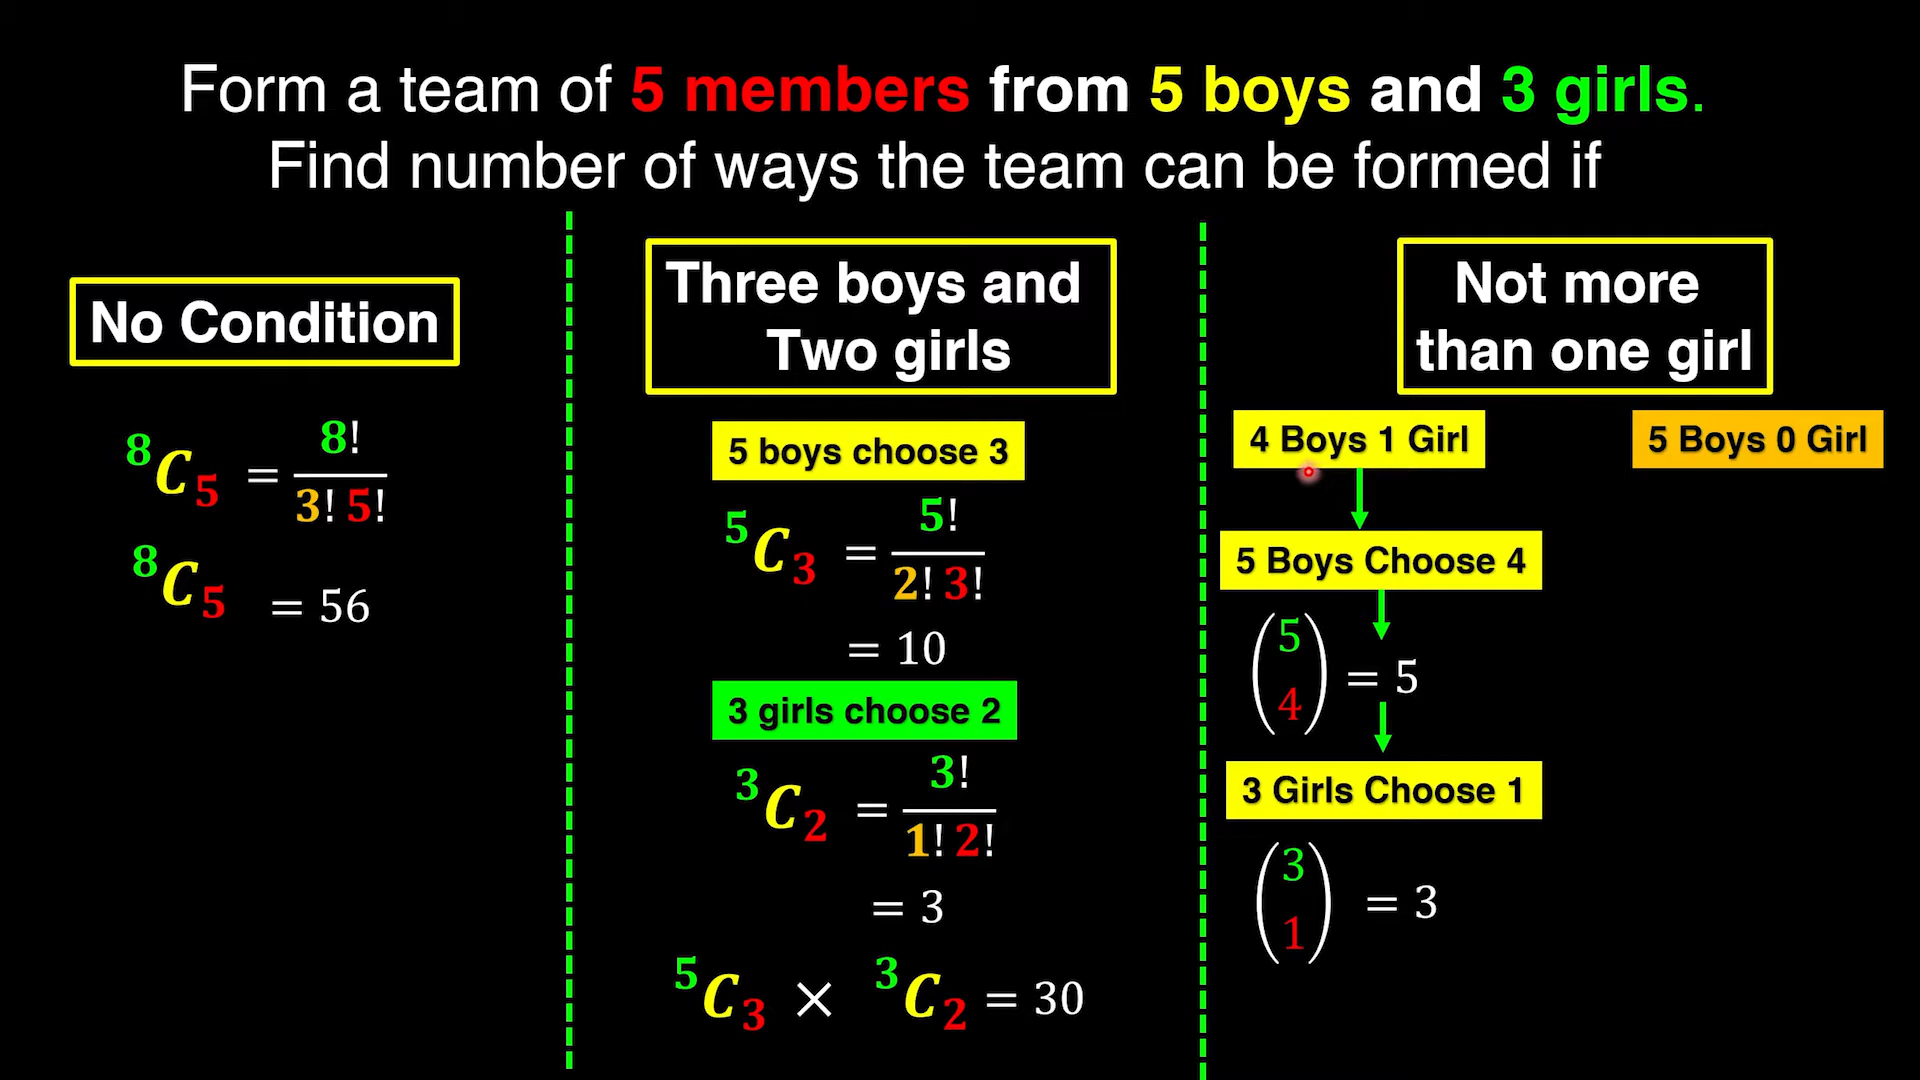 Form a team of 5 members from 5 boys and 3 girls.
Find number of ways the team can be formed if
No Condition
⁸C₅ = 8!/3! 5!
⁸C₅ = 56
Three boys and
Two girls
5 boys choose 3
⁵C₃ = 5!/2! 3!
= 10
3 girls choose 2
³C₂ = 3!/1! 2!
= 3
⁵C₃ × ³C₂ = 30
Not more
than one girl
4 Boys 1 Girl
5 Boys 0 Girl
5 Boys Choose 4
(5 4) = 5
3 Girls Choose 1
(3 1) = 3